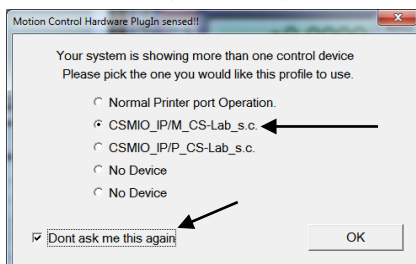 Motion Control Hardware PlugIn sensed!!
Your system is showing more than one control device
Please pick the one you would like this profile to use.
Normal Printer port Operation.
CSMIO_IP/M_CS-Lab_s.c.
CSMIO_IP/P_CS-Lab_s.c.
No Device
No Device
Dont ask me this again
OK